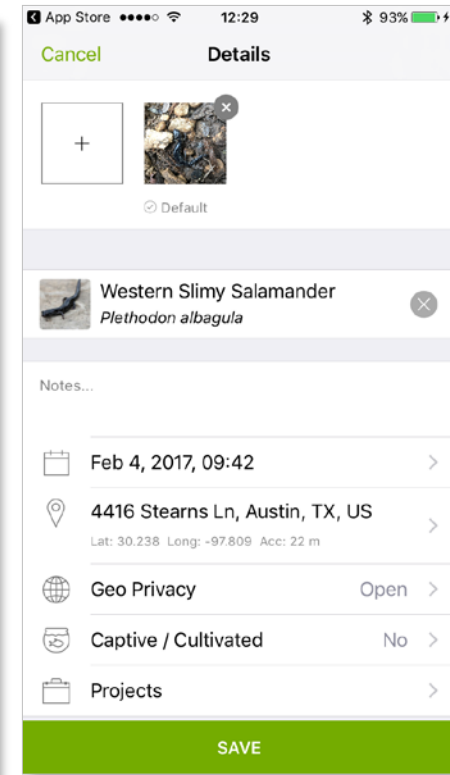 App Store 12:29 93%
Cancel Details
+
Default
Western Slimy Salamander
Plethodon albagula
Notes...
Feb 4, 2017, 09:42
4416 Stearns Ln, Austin, TX, US
Lat: 30.238 Long: -97.809 Acc: 22 m
Geo Privacy Open
Captive / Cultivated No
Projects
SAVE